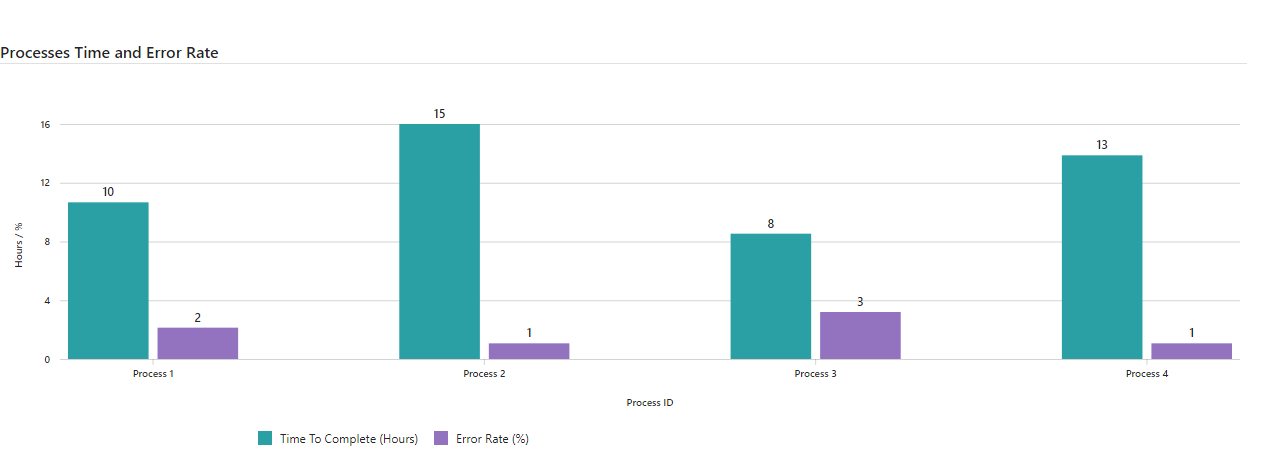 Processes Time and Error Rate
15
16
13
12
10
8
8
Hours / %
4
3
2
1
1
0
Process 1
Process 2
Process 3
Process 4
Process ID
Time To Complete (Hours)
Error Rate (%)